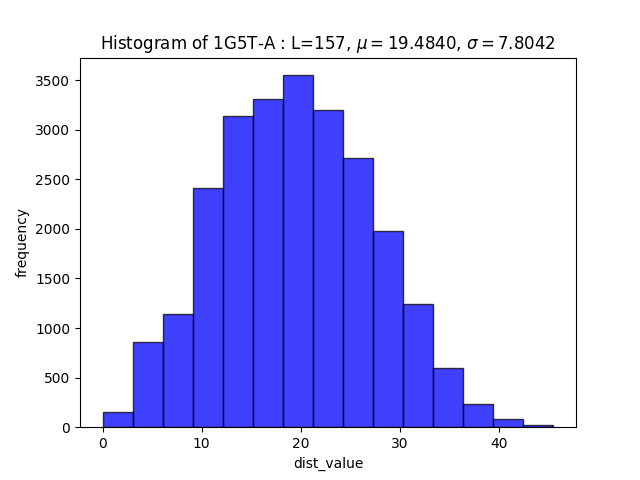 Histogram of 1G5T-A : L=157, μ = 19.4840, σ = 7.8042
3500
3000
2500
2000
1500
1000
500
0
frequency
0 10 20 30 40
dist_value